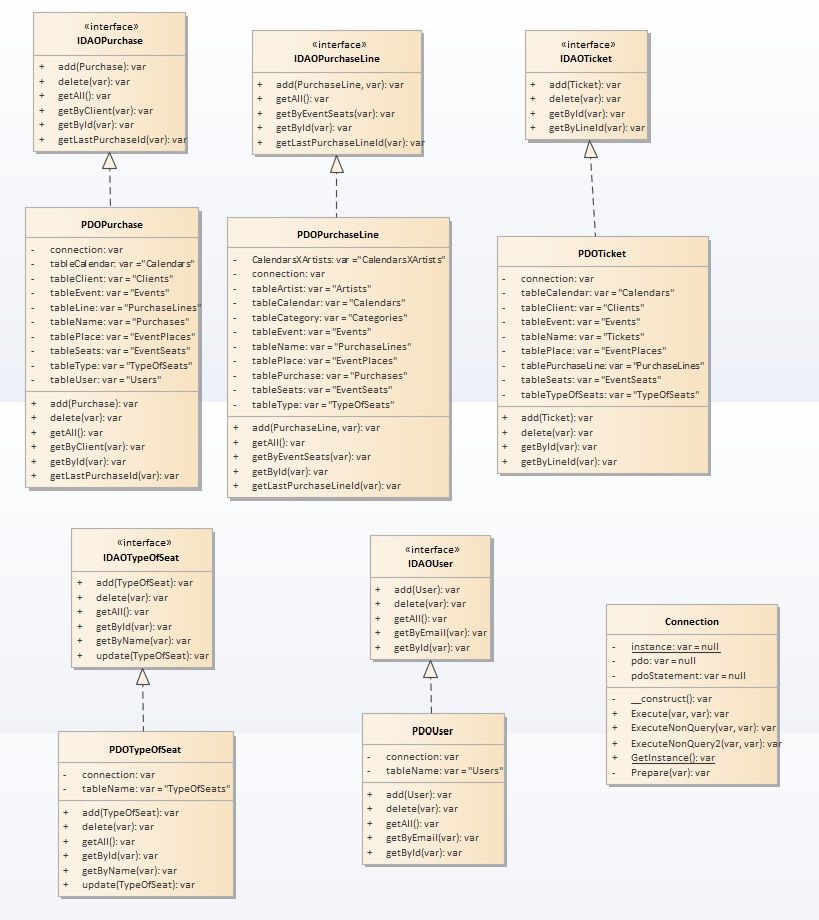 «interface»
IDAOPurchase
+ add(Purchase): var
+ delete(var): var
+ getAll(): var
+ getByClient(var): var
+ getById(var): var
+ getLastPurchaseId(var): var
«interface»
IDAOPurchaseLine
+ add(PurchaseLine, var): var
+ getAll(): var
+ getByEventSeats(var): var
+ getById(var): var
+ getLastPurchaseLineId(var): var
«interface»
IDAOTicket
+ add(Ticket): var
+ delete(var): var
+ getById(var): var
+ getByLineId(var): var
PDOPurchase
- connection: var
- tableCalendar: var ="Calendars"
- tableClient: var = "Clients"
- tableEvent: var = "Events"
- tableLine: var = "PurchaseLines"
- tableName: var = "Purchases"
- tablePlace: var = "EventPlaces"
- tableSeats: var = "EventSeats"
- tableType: var = "TypeOfSeats"
- tableUser: var = "Users"
+ add(Purchase): var
+ delete(var): var
+ getAll(): var
+ getByClient(var): var
+ getById(var): var
+ getLastPurchaseId(var): var
PDOPurchaseLine
- CalendarsXArtists: var ="CalendarsXArtists"
- connection: var
- tableArtist: var = "Artists"
- tableCalendar: var = "Calendars"
- tableCategory: var = "Categories"
- tableEvent: var = "Events"
- tableName: var = "PurchaseLines"
- tablePlace: var = "EventPlaces"
- tablePurchase: var = "Purchases"
- tableSeats: var = "EventSeats"
- tableType: var = "TypeOfSeats"
+ add(PurchaseLine, var): var
+ getAll(): var
+ getByEventSeats(var): var
+ getById(var): var
+ getLastPurchaseLineId(var): var
PDOTicket
- connection: var
- tableCalendar: var = "Calendars"
- tableClient: var = "Clients"
- tableEvent: var = "Events"
- tableName: var = "Tickets"
- tablePlace: var = "EventPlaces"
- tablePurchaseLine: var = "PurchaseLines"
- tableSeats: var = "EventSeats"
- tableTypeOfSeats: var = "TypeOfSeats"
+ add(Ticket): var
+ delete(var): var
+ getById(var): var
+ getByLineId(var): var
«interface»
IDAOTypeOfSeat
+ add(TypeOfSeat): var
+ delete(var): var
+ getAll(): var
+ getById(var): var
+ getByName(var): var
+ update(TypeOfSeat): var
«interface»
IDAOUser
+ add(User): var
+ delete(var): var
+ getAll(): var
+ getByEmail(var): var
+ getById(var): var
Connection
- instance: var = null
- pdo: var = null
- pdoStatement: var = null
- __construct(): var
+ Execute(var, var): var
+ ExecuteNonQuery(var, var): var
+ ExecuteNonQuery2(var, var): var
+ GetInstance(): var
- Prepare(var): var
PDOTypeOfSeat
- connection: var
- tableName: var = "TypeOfSeats"
+ add(TypeOfSeat): var
+ delete(var): var
+ getAll(): var
+ getById(var): var
+ getByName(var): var
+ update(TypeOfSeat): var
PDOUser
- connection: var
- tableName: var = "Users"
+ add(User): var
+ delete(var): var
+ getAll(): var
+ getByEmail(var): var
+ getById(var): var